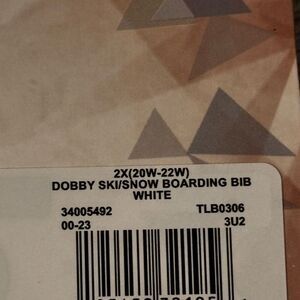 2X(20W-22W)
DOBBY SKI/SNOW BOARDING BIB
WHITE
34005492 TLB0306
00-23 3U2